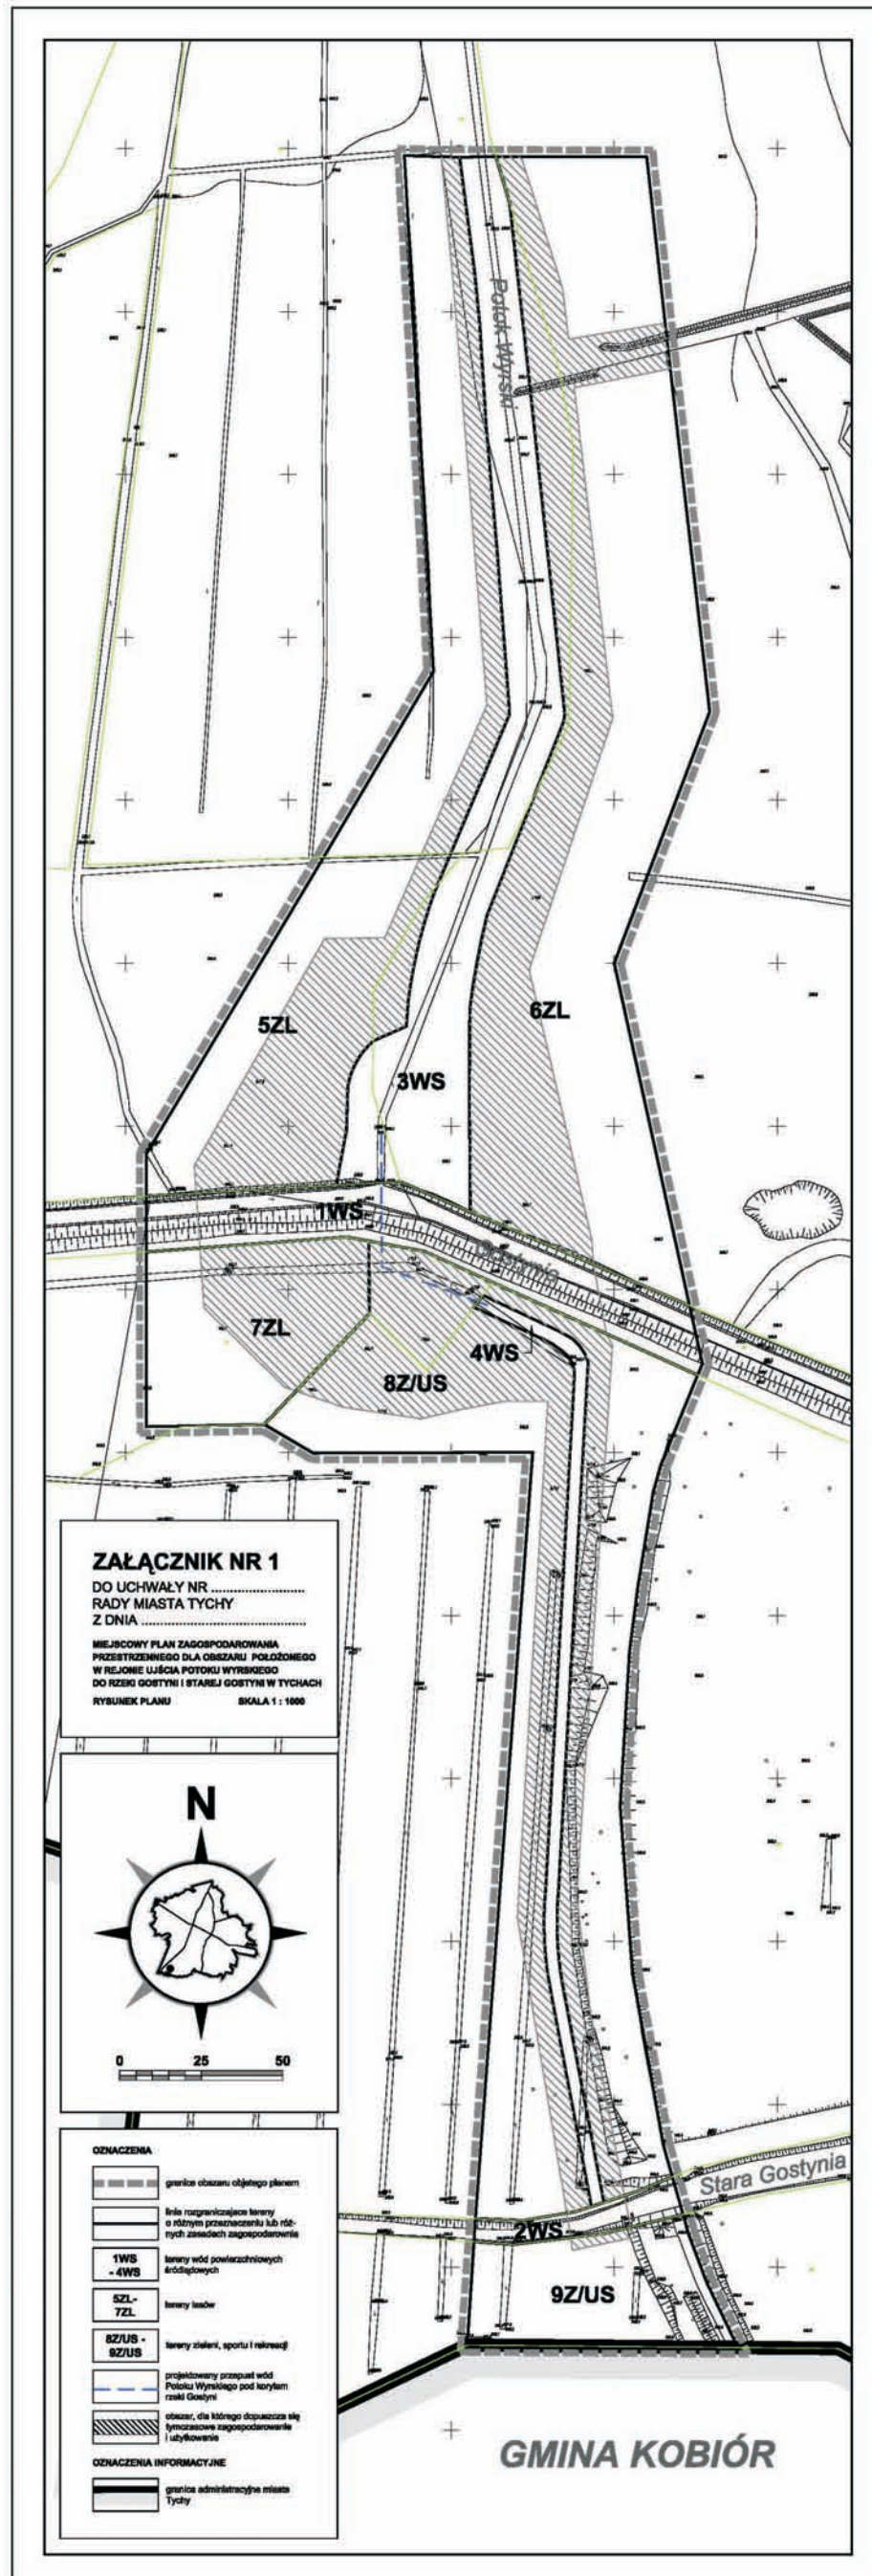 Potok Wyrski
5ZL
6ZL
3WS
1WS
Gostynia
7ZL
4WS
8Z/US
ZAŁĄCZNIK NR 1
DO UCHWAŁY NR ........................
RADY MIASTA TYCHY
Z DNIA ..........................................
MIEJSCOWY PLAN ZAGOSPODAROWANIA
PRZESTRZENNEGO DLA OBSZARU POŁOŻONEGO
W REJONIE UJŚCIA POTOKU WYRSKIEGO
DO RZEKI GOSTYNI I STAREJ GOSTYNI W TYCHACH
RYSUNEK PLANU SKALA 1 : 1000
N
0 25 50
Stara Gostynia
2WS
9Z/US
OZNACZENIA
granice obszaru objętego planem
linie rozgraniczające tereny
o różnym przeznaczeniu lub róż-
nych zasadach zagospodarownia
1WS
- 4WS
tereny wód powierzchniowych
śródlądowych
5ZL-
7ZL
tereny lasów
8Z/US -
9Z/US
tereny zieleni, sportu i rekreacji
projektowany przepust wód
Potoku Wyrskiego pod korytem
rzeki Gostyni
obszar, dla którego dopuszcza się
tymczasowe zagospodarowanie
i użytkowanie
OZNACZENIA INFORMACYJNE
granice administracyjne miasta
Tychy
GMINA KOBIÓR